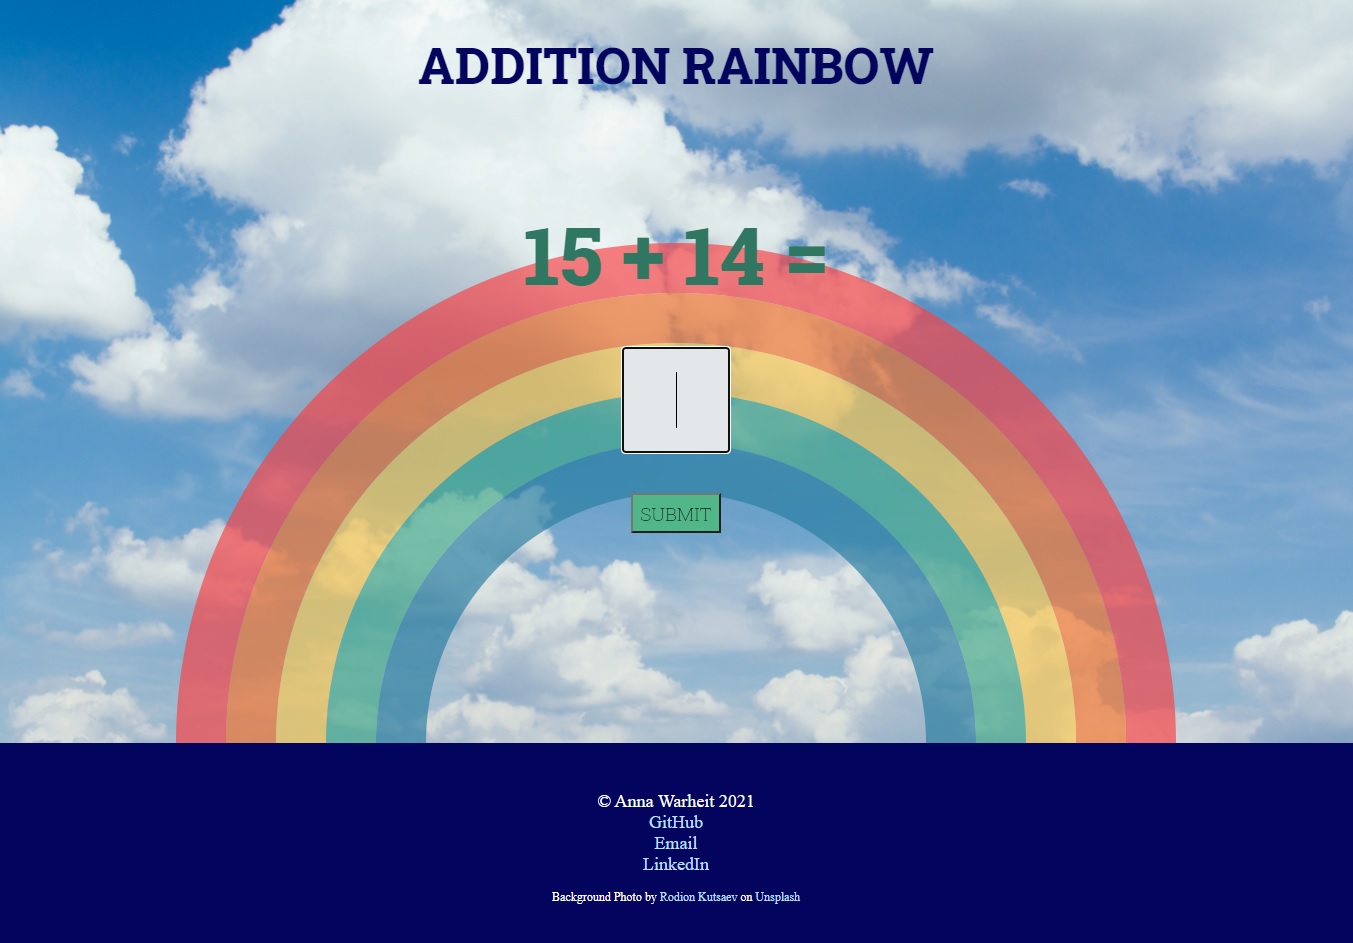 ADDITION RAINBOW
15 + 14 =
SUBMIT
© Anna Warheit 2021
GitHub
Email
LinkedIn
Background Photo by Rodion Kutsaev on Unsplash